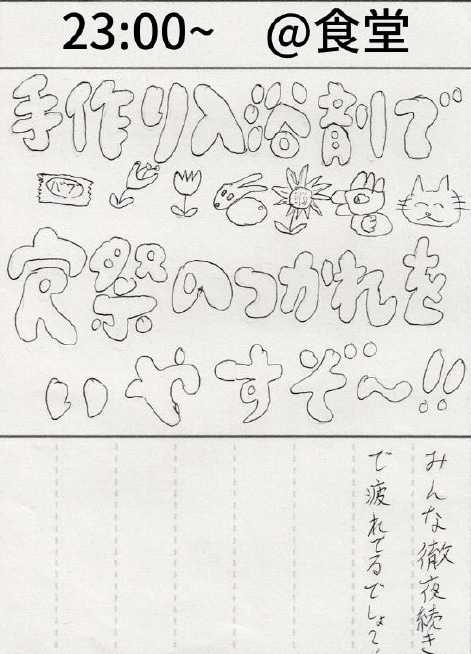 23:00~ @食堂
手作り入浴剤で
バブ
寮祭のつかれを
いやすぞ〜!!
みんな徹夜続き
で疲れてるでしょ？